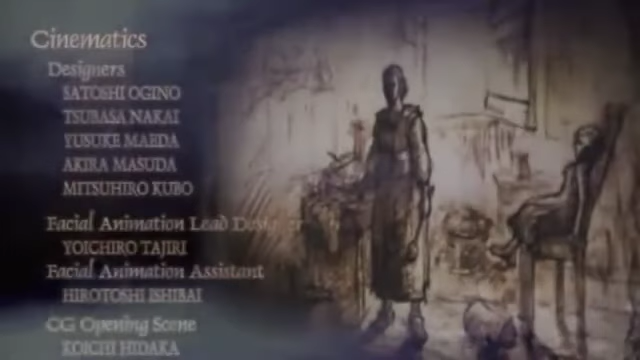 Cinematics
Designers
SATOSHI OGINO
TSUBASA NAKAI
YUSUKE MAEDA
AKIRA MASUDA
MITSUHIRO KUBO
Facial Animation Lead Designer
YOICHIRO TAJIRI
Facial Animation Assistant
HIROTOSHI ISHIBAI
CG Opening Scene
KOICHI HIDAKA